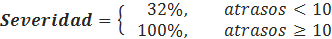 Severidad = { 32%, atrasos < 10
100%, atrasos ≥ 10